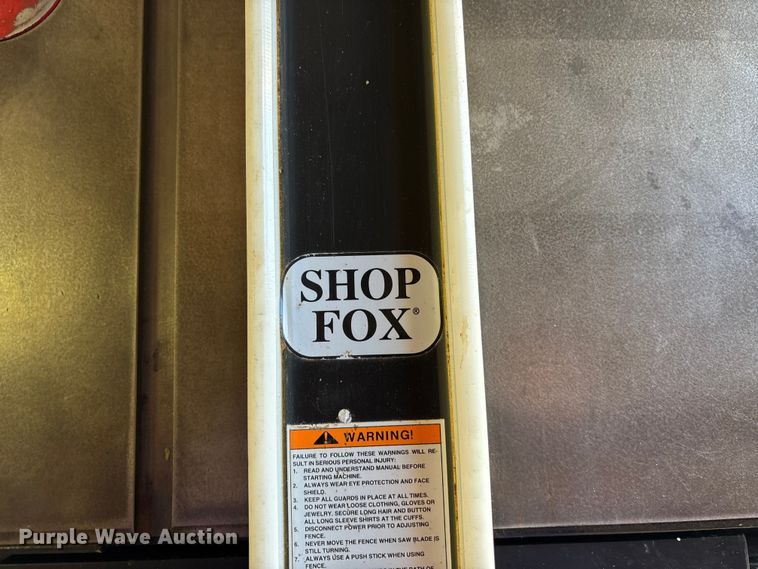 SHOP
FOX®
WARNING!
FAILURE TO FOLLOW THESE WARNINGS WILL RE-
SULT IN SERIOUS PERSONAL INJURY:
1. READ AND UNDERSTAND MANUAL BEFORE
STARTING MACHINE.
2. ALWAYS WEAR EYE PROTECTION AND FACE
SHIELD.
3. KEEP ALL GUARDS IN PLACE AT ALL TIMES.
4. DO NOT WEAR LOOSE CLOTHING, GLOVES OR
JEWELRY. SECURE LONG HAIR AND BUTTON
ALL LONG SLEEVE SHIRTS AT THE CUFFS.
5. DISCONNECT POWER PRIOR TO ADJUSTING
FENCE.
6. NEVER MOVE THE FENCE WHEN SAW BLADE IS
STILL TURNING.
7. ALWAYS USE A PUSH STICK WHEN USING
FENCE.
Purple Wave Auction